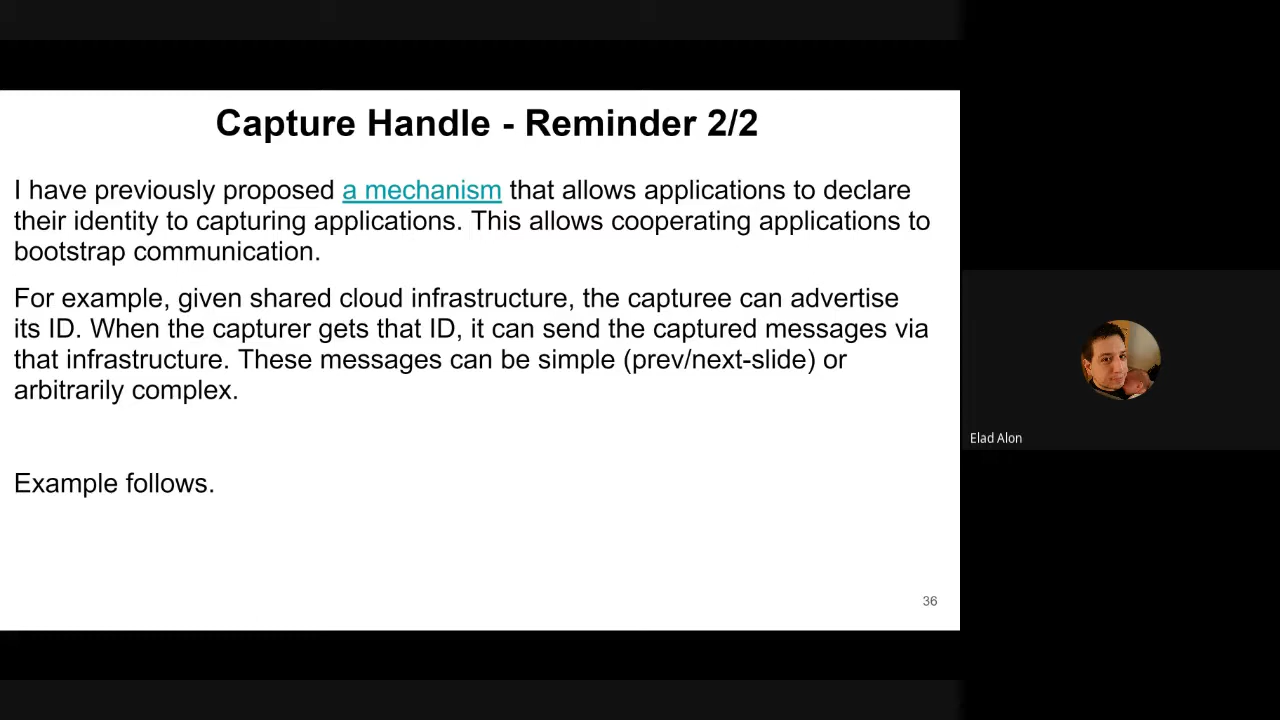 Capture Handle - Reminder 2/2
I have previously proposed a mechanism that allows applications to declare
their identity to capturing applications. This allows cooperating applications to
bootstrap communication.
For example, given shared cloud infrastructure, the capturee can advertise
its ID. When the capturer gets that ID, it can send the captured messages via
that infrastructure. These messages can be simple (prev/next-slide) or
arbitrarily complex.
Example follows.
36
Elad Alon